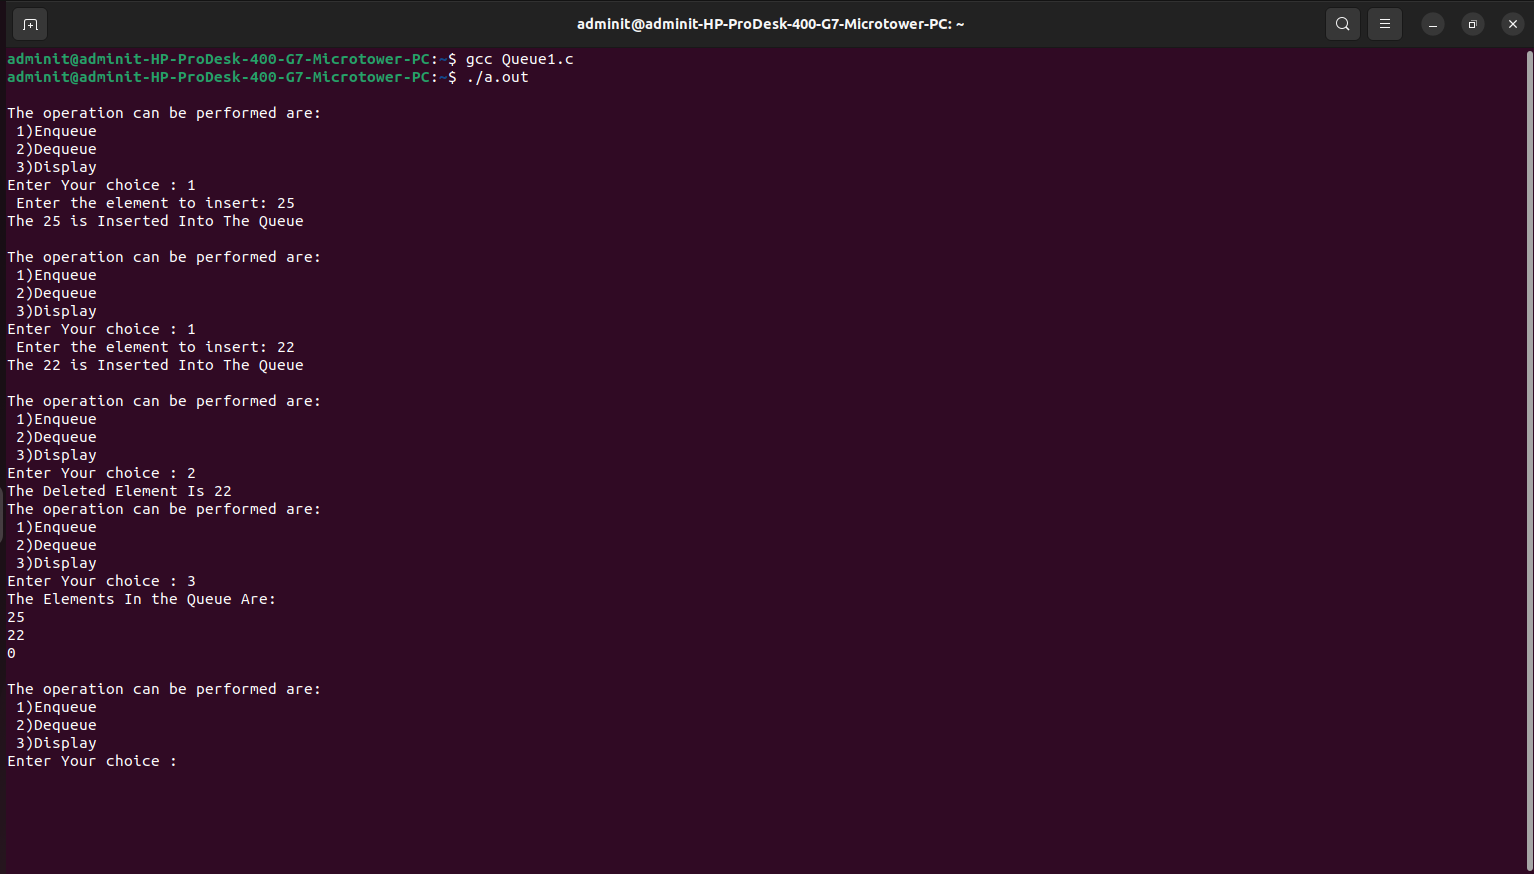 adminit@adminit-HP-ProDesk-400-G7-Microtower-PC: ~
adminit@adminit-HP-ProDesk-400-G7-Microtower-PC:~$ gcc Queue1.c
adminit@adminit-HP-ProDesk-400-G7-Microtower-PC:~$ ./a.out

The operation can be performed are:
 1)Enqueue
 2)Dequeue
 3)Display
Enter Your choice : 1
 Enter the element to insert: 25
The 25 is Inserted Into The Queue

The operation can be performed are:
 1)Enqueue
 2)Dequeue
 3)Display
Enter Your choice : 1
 Enter the element to insert: 22
The 22 is Inserted Into The Queue

The operation can be performed are:
 1)Enqueue
 2)Dequeue
 3)Display
Enter Your choice : 2
The Deleted Element Is 22
The operation can be performed are:
 1)Enqueue
 2)Dequeue
 3)Display
Enter Your choice : 3
The Elements In the Queue Are:
25
22
0

The operation can be performed are:
 1)Enqueue
 2)Dequeue
 3)Display
Enter Your choice :